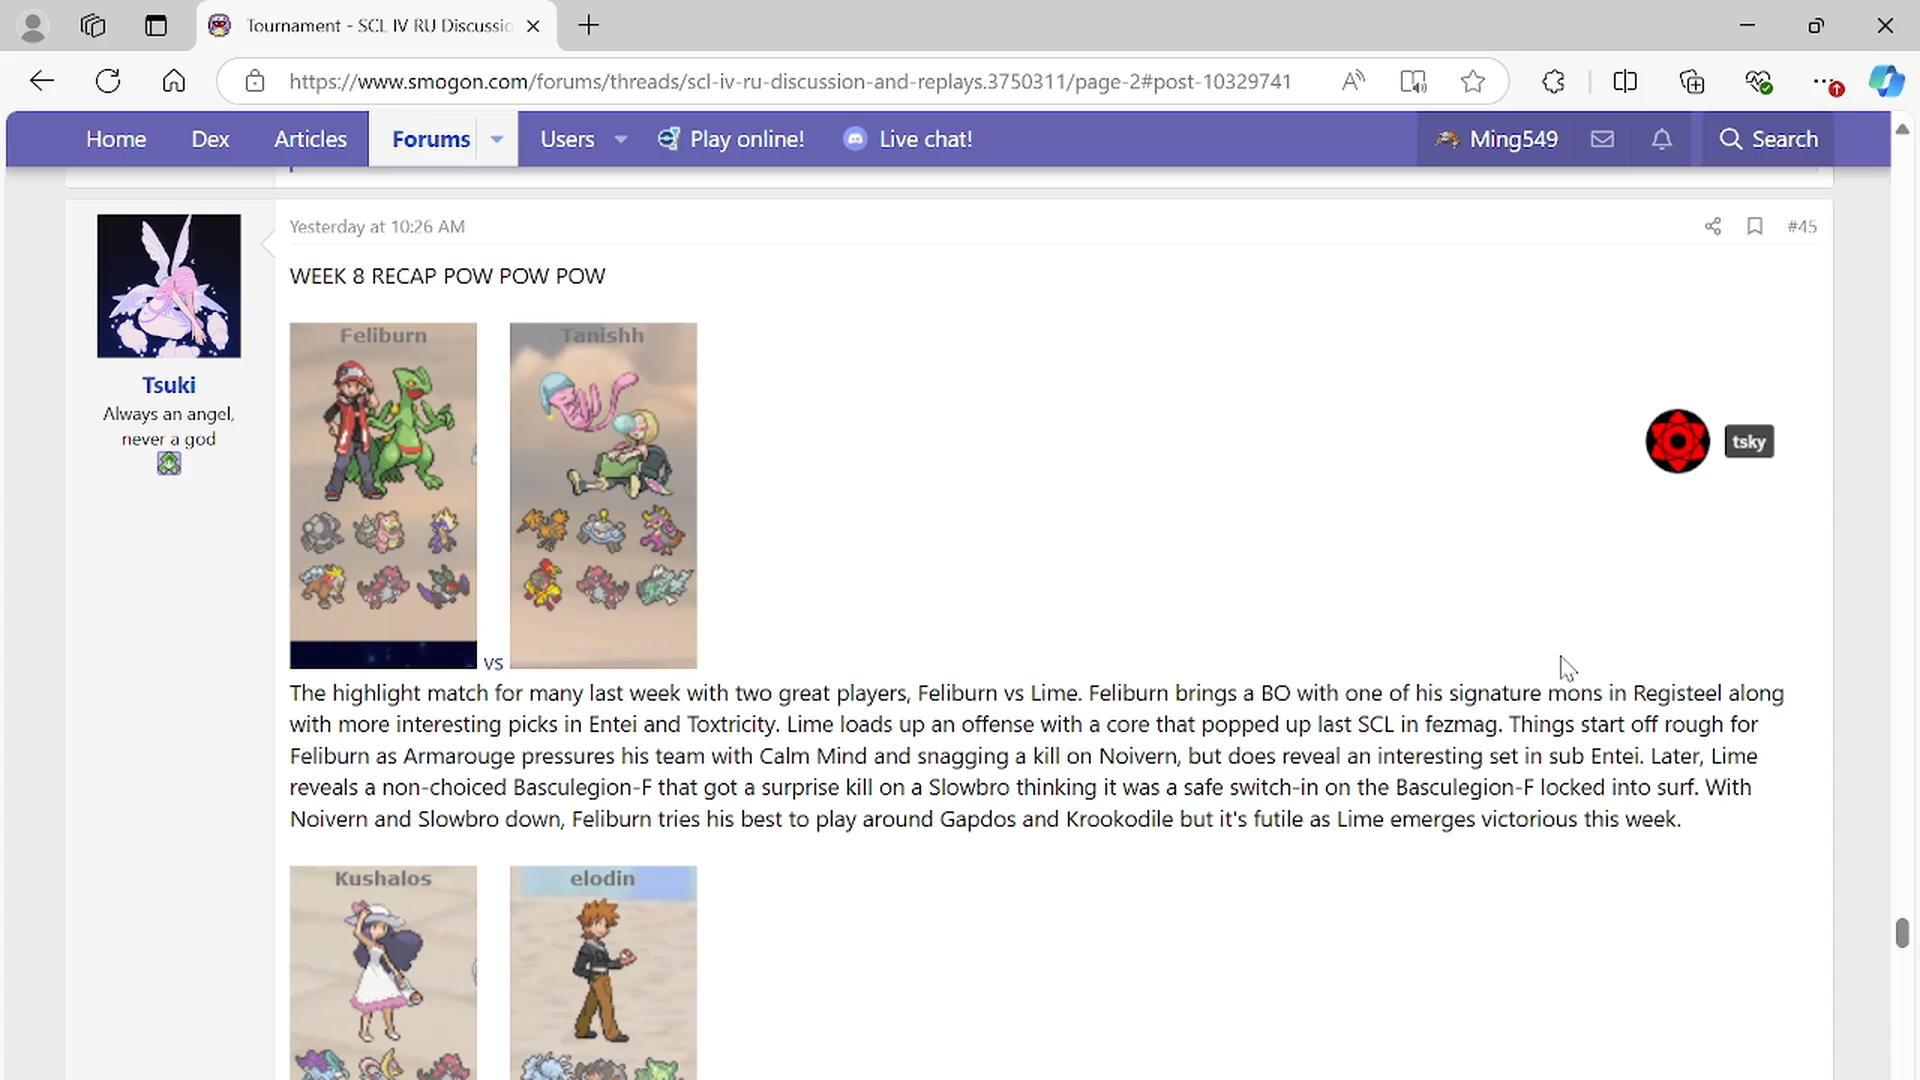 Tournament - SCL IV RU Discussio
https://www.smogon.com/forums/threads/scl-iv-ru-discussion-and-replays.3750311/page-2#post-10329741
Home Dex Articles Forums Users Play online! Live chat! Ming549 Search
Yesterday at 10:26 AM #45
WEEK 8 RECAP POW POW POW
Tsuki
Always an angel,
never a god
Feliburn Tanishh
tsky
vs
The highlight match for many last week with two great players, Feliburn vs Lime. Feliburn brings a BO with one of his signature mons in Registeel along
with more interesting picks in Entei and Toxtricity. Lime loads up an offense with a core that popped up last SCL in fezmag. Things start off rough for
Feliburn as Armarouge pressures his team with Calm Mind and snagging a kill on Noivern, but does reveal an interesting set in sub Entei. Later, Lime
reveals a non-choiced Basculegion-F that got a surprise kill on a Slowbro thinking it was a safe switch-in on the Basculegion-F locked into surf. With
Noivern and Slowbro down, Feliburn tries his best to play around Gapdos and Krookodile but it's futile as Lime emerges victorious this week.
Kushalos elodin